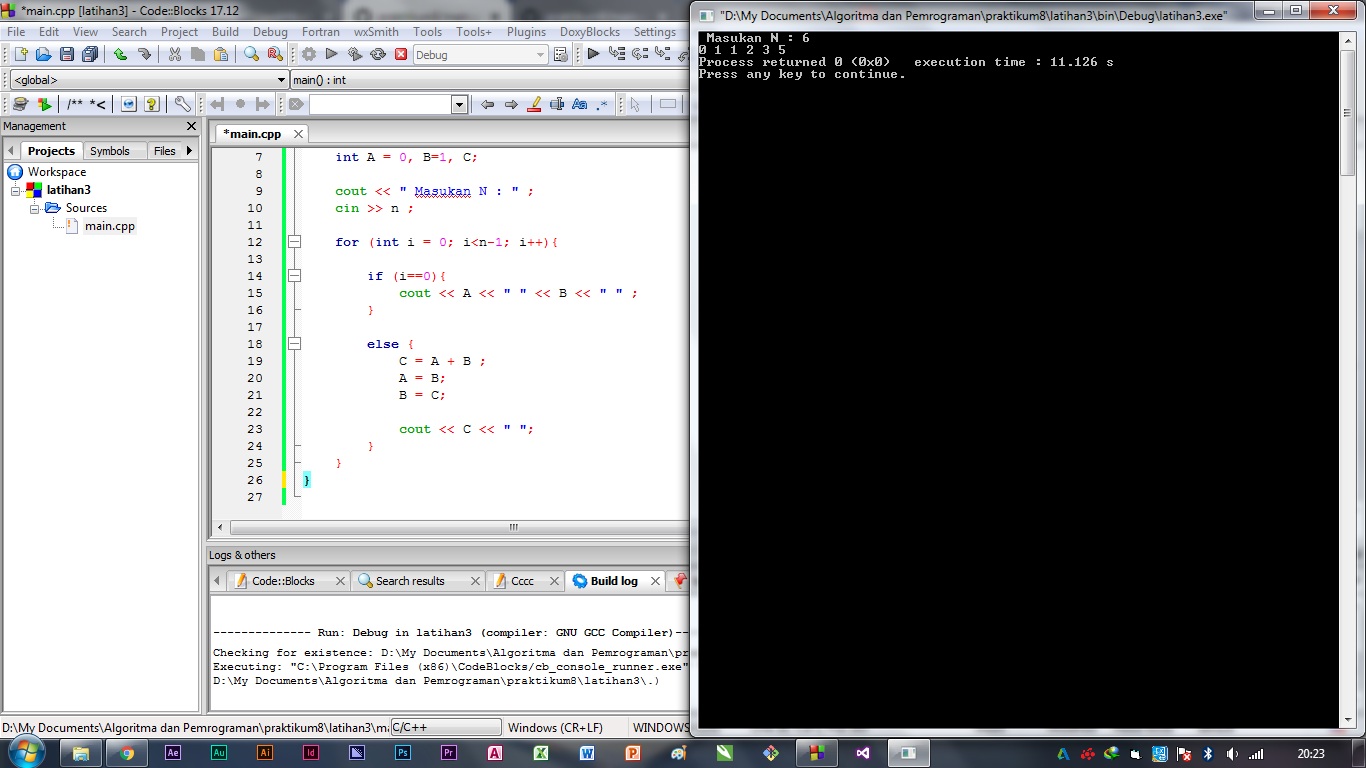 *main.cpp [latihan3] - Code::Blocks 17.12
File Edit View Search Project Build Debug Fortran wxSmith Tools Tools+ Plugins DoxyBlocks Settings
Debug
<global>
main() : int
/** *<
Aa .*
Management
Projects Symbols Files
Workspace
latihan3
Sources
main.cpp
*main.cpp
7 int A = 0, B=1, C;
8
9 cout << " Masukan N : " ;
10 cin >> n ;
11
12 for (int i = 0; i<n-1; i++){
13
14 if (i==0){
15 cout << A << " " << B << " " ;
16 }
17
18 else {
19 C = A + B ;
20 A = B;
21 B = C;
22
23 cout << C << " ";
24 }
25 }
26 }
27
Logs & others
Code::Blocks Search results Cccc Build log
-------------- Run: Debug in latihan3 (compiler: GNU GCC Compiler)--
Checking for existence: D:\My Documents\Algoritma dan Pemrograman\pr
Executing: "C:\Program Files (x86)\CodeBlocks/cb_console_runner.exe"
D:\My Documents\Algoritma dan Pemrograman\praktikum8\latihan3\.)
D:\My Documents\Algoritma dan Pemrograman\praktikum8\latihan3\ma C/C++ Windows (CR+LF) WINDOWS
"D:\My Documents\Algoritma dan Pemrograman\praktikum8\latihan3\bin\Debug\latihan3.exe"
Masukan N : 6
0 1 1 2 3 5
Process returned 0 (0x0) execution time : 11.126 s
Press any key to continue.
Ae Au Ai Id Ps Pr A X W P
20:23